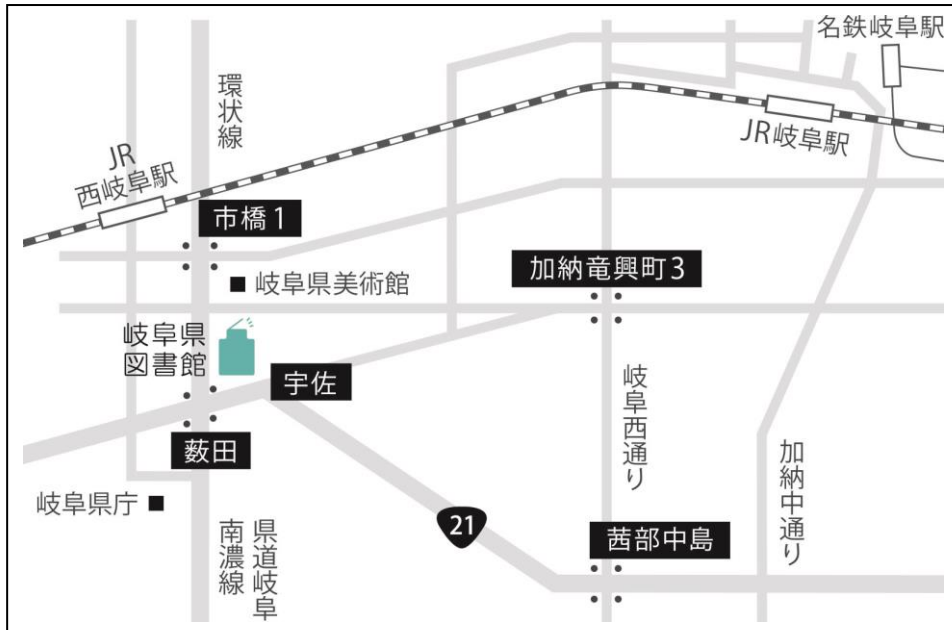 名鉄岐阜駅
環状線
JR岐阜駅
JR
西岐阜駅
市橋1
加納竜興町3
岐阜県美術館
岐阜県
図書館
宇佐
岐阜西通り
薮田
加納中通り
岐阜県庁
21
茜部中島
県道岐阜
南濃線